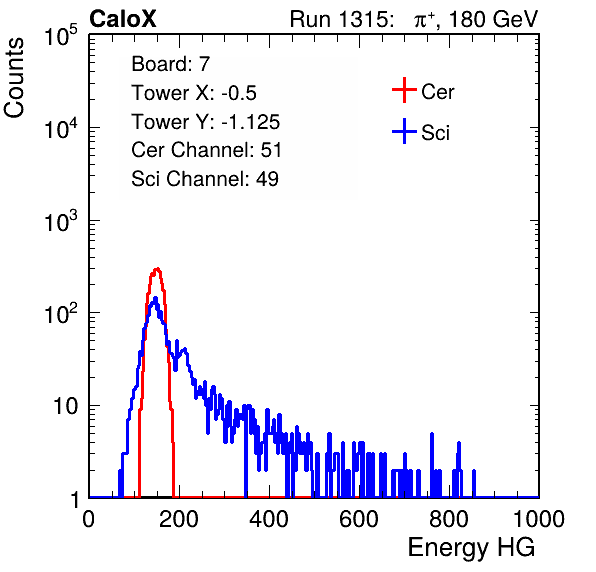 CaloX Run 1315: π⁺, 180 GeV
Counts
10⁵
10⁴
10³
10²
10
1
Board: 7
Tower X: -0.5
Tower Y: -1.125
Cer Channel: 51
Sci Channel: 49
Cer
Sci
0 200 400 600 800 1000
Energy HG